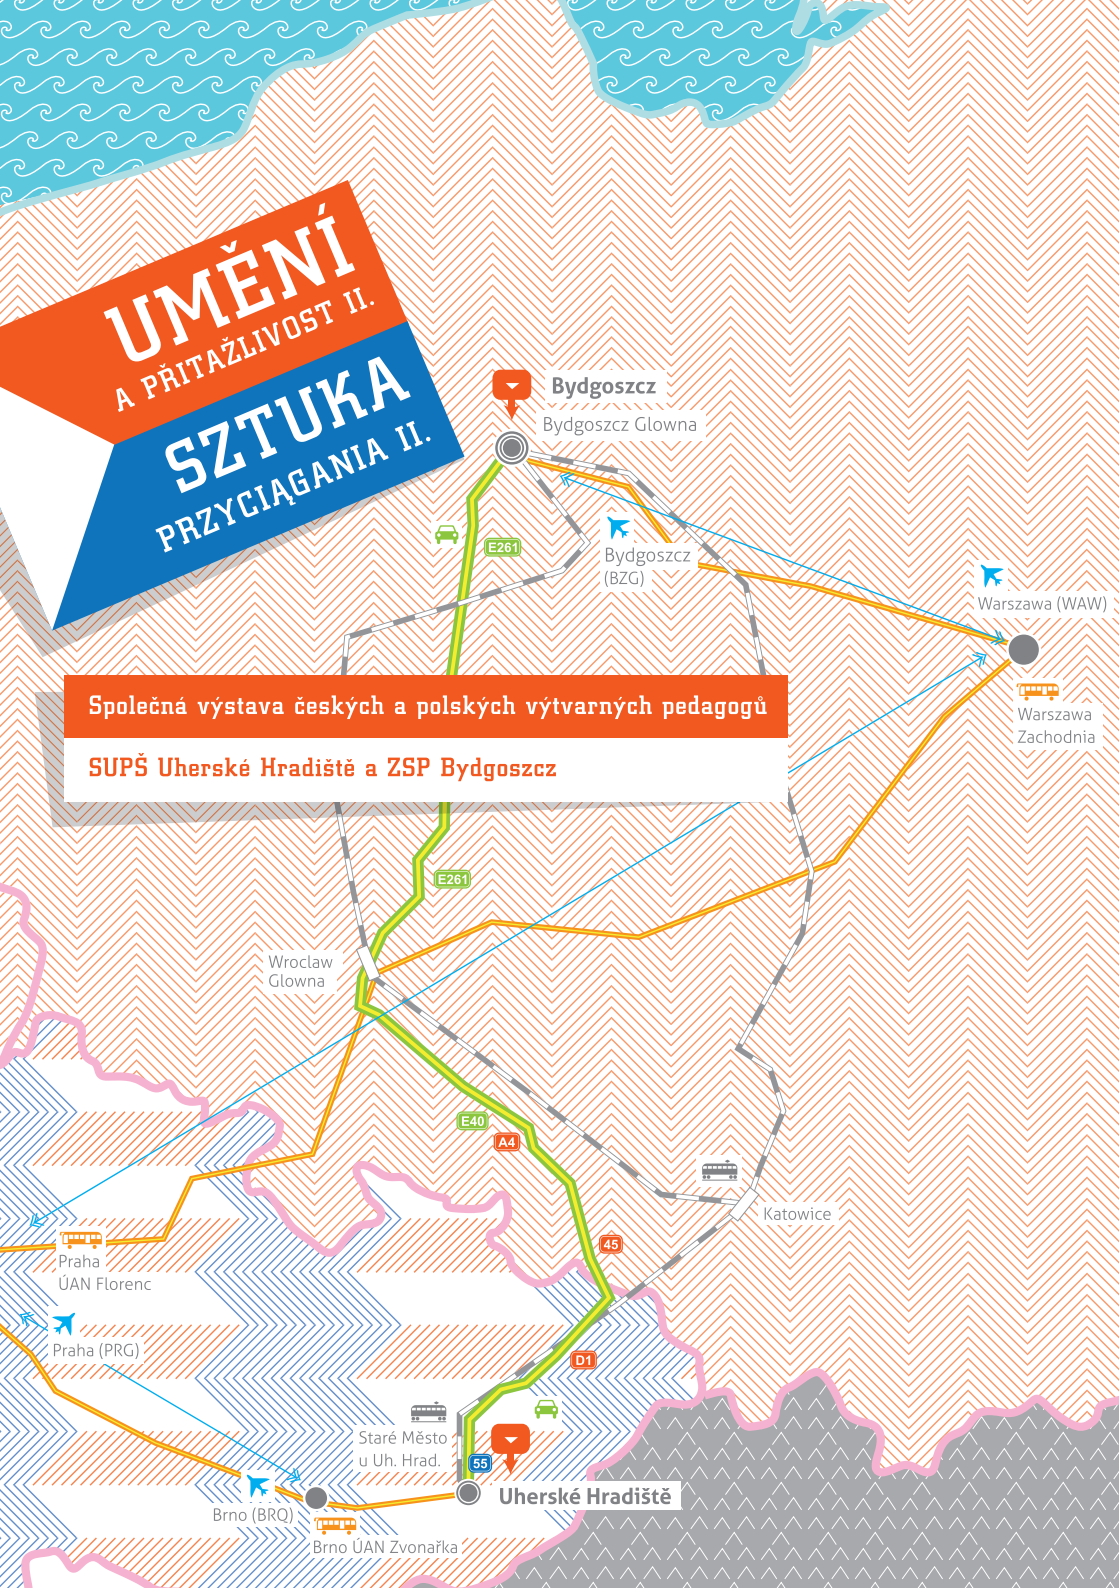 UMĚNÍ
A PŘITAŽLIVOST II.
SZTUKA
PRZYCIĄGANIA II.
Bydgoszcz
Bydgoszcz Glowna
E261
Bydgoszcz
(BZG)
Warszawa (WAW)
Warszawa
Zachodnia
Společná výstava českých a polských výtvarných pedagogů
SUPŠ Uherské Hradiště a ZSP Bydgoszcz
E261
Wroclaw
Glowna
E40
A4
Katowice
45
Praha
ÚAN Florenc
Praha (PRG)
D1
Staré Město
u Uh. Hrad.
55
Uherské Hradiště
Brno (BRQ)
Brno ÚAN Zvonařka